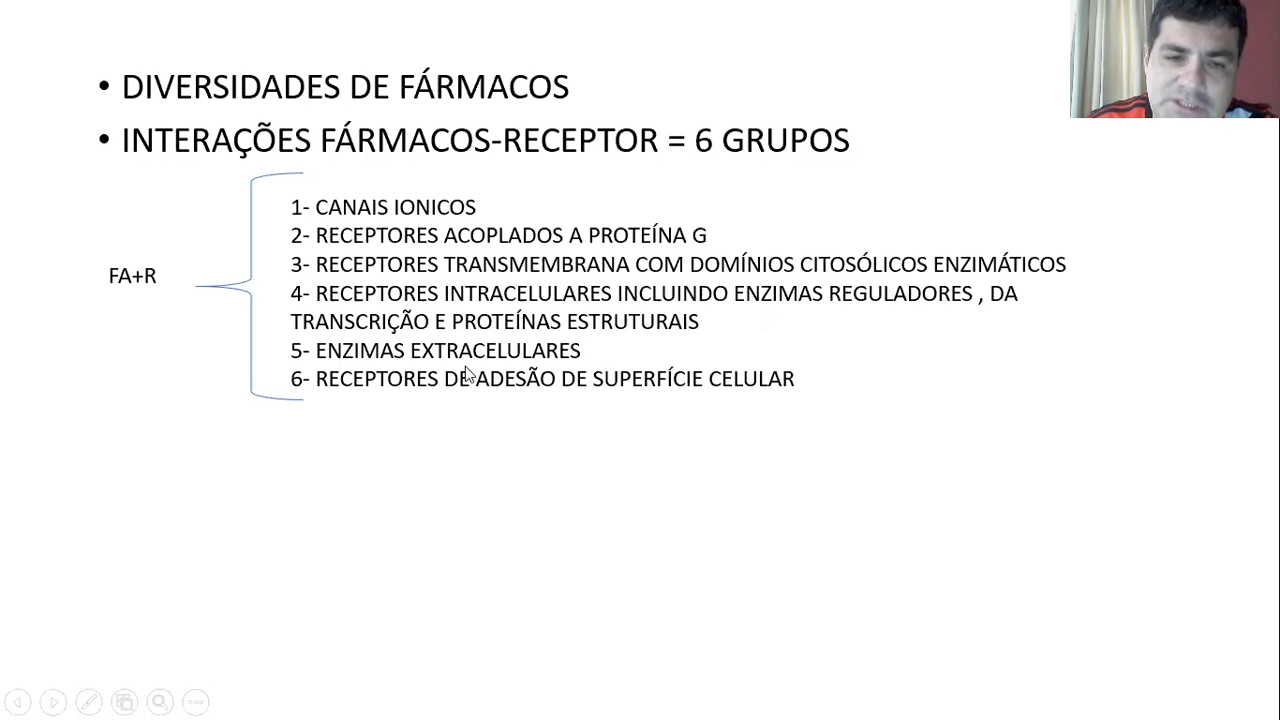 • DIVERSIDADES DE FÁRMACOS
• INTERAÇÕES FÁRMACOS-RECEPTOR = 6 GRUPOS
FA+R
1- CANAIS IONICOS
2- RECEPTORES ACOPLADOS A PROTEÍNA G
3- RECEPTORES TRANSMEMBRANA COM DOMÍNIOS CITOSÓLICOS ENZIMÁTICOS
4- RECEPTORES INTRACELULARES INCLUINDO ENZIMAS REGULADORES , DA
TRANSCRIÇÃO E PROTEÍNAS ESTRUTURAIS
5- ENZIMAS EXTRACELULARES
6- RECEPTORES DE ADESÃO DE SUPERFÍCIE CELULAR